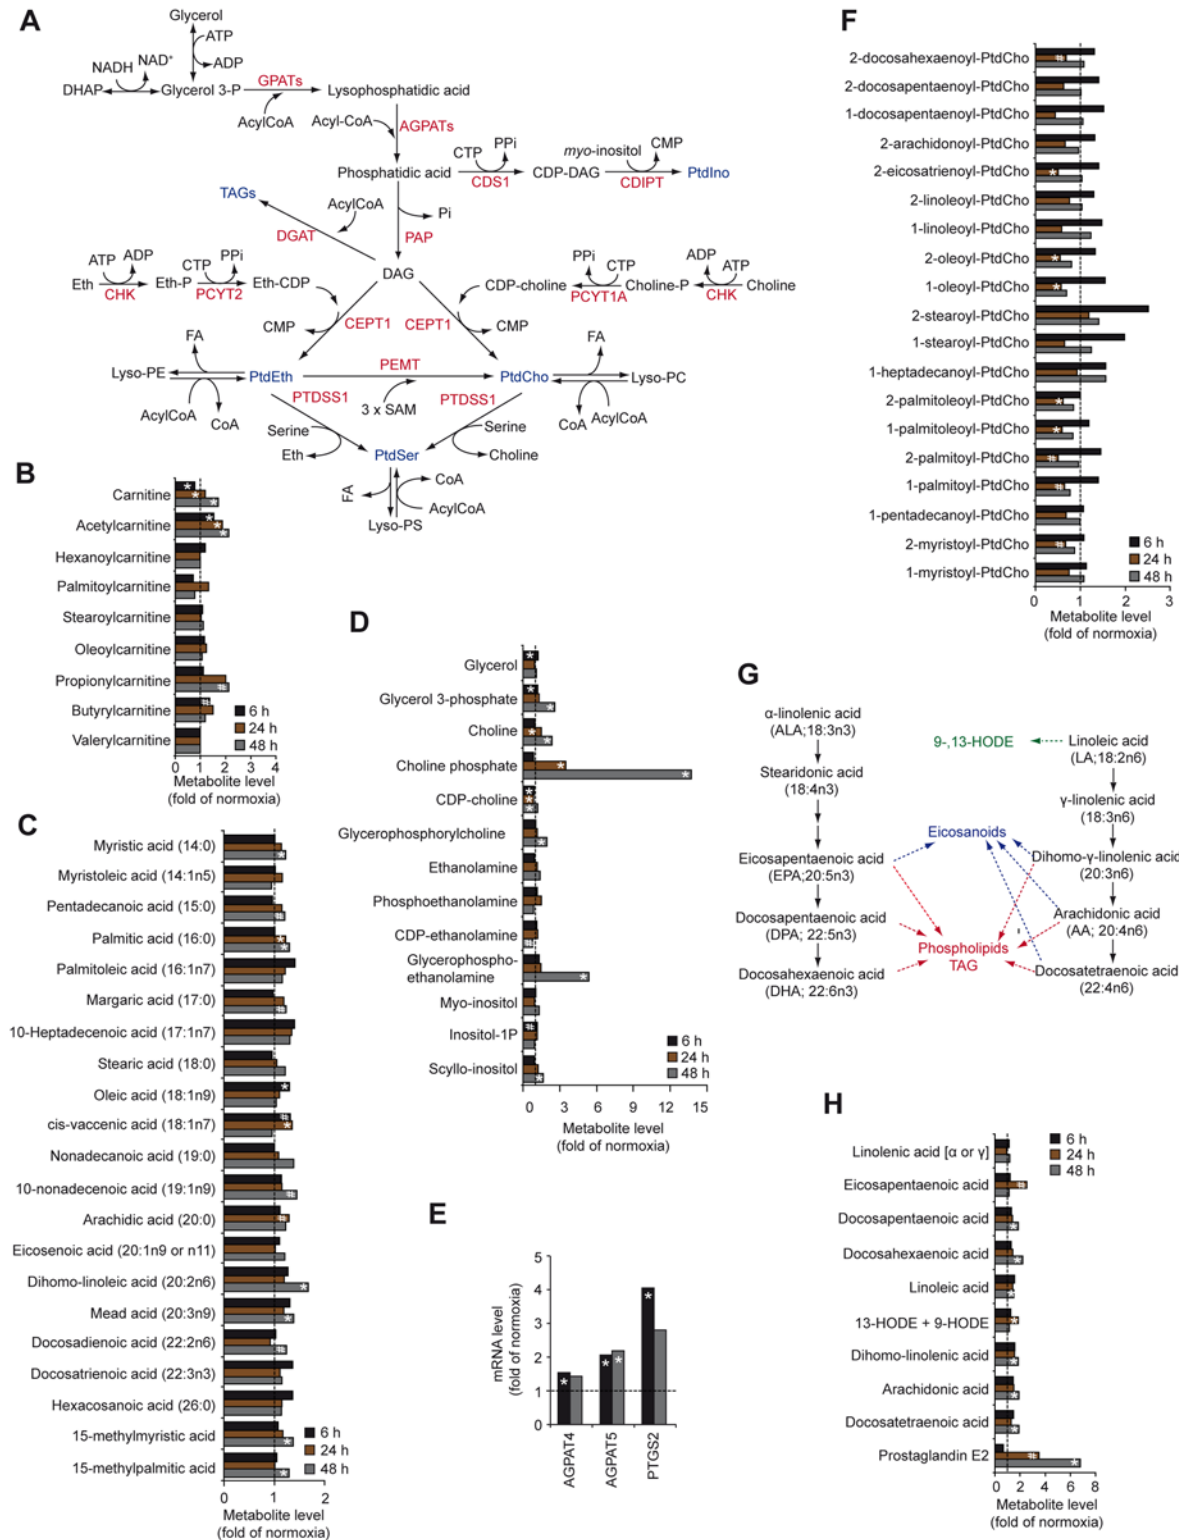 A
Glycerol
ATP
ADP
NADH
NAD+
DHAP
Glycerol 3-P
GPATs
Lysophosphatidic acid
AcylCoA
Acyl-CoA
AGPATs
Phosphatidic acid
CTP
PPi
CDS1
CDP-DAG
myo-inositol
CMP
CDIPT
PtdIno
TAGs
AcylCoA
DGAT
Pi
PAP
DAG
Eth
ATP
ADP
CHK
Eth-P
CTP
PPi
PCYT2
Eth-CDP
CDP-choline
PPi
CTP
PCYT1A
Choline-P
ADP
ATP
CHK
Choline
CMP
CEPT1
CEPT1
CMP
FA
Lyso-PE
PtdEth
PEMT
PtdCho
FA
Lyso-PC
AcylCoA
CoA
PTDSS1
3 x SAM
PTDSS1
CoA
AcylCoA
Serine
Eth
PtdSer
Serine
Choline
FA
CoA
AcylCoA
Lyso-PS
B
Carnitine
Acetylcarnitine
Hexanoylcarnitine
Palmitoylcarnitine
Stearoylcarnitine
Oleoylcarnitine
Propionylcarnitine
Butyrylcarnitine
Valerylcarnitine
6 h
24 h
48 h
0 1 2 3 4
Metabolite level
(fold of normoxia)
C
Myristic acid (14:0)
Myristoleic acid (14:1n5)
Pentadecanoic acid (15:0)
Palmitic acid (16:0)
Palmitoleic acid (16:1n7)
Margaric acid (17:0)
10-Heptadecenoic acid (17:1n7)
Stearic acid (18:0)
Oleic acid (18:1n9)
cis-vaccenic acid (18:1n7)
Nonadecanoic acid (19:0)
10-nonadecenoic acid (19:1n9)
Arachidic acid (20:0)
Eicosenoic acid (20:1n9 or n11)
Dihomo-linoleic acid (20:2n6)
Mead acid (20:3n9)
Docosadienoic acid (22:2n6)
Docosatrienoic acid (22:3n3)
Hexacosanoic acid (26:0)
15-methylmyristic acid
15-methylpalmitic acid
6 h
24 h
48 h
0 1 2
Metabolite level
(fold of normoxia)
D
Glycerol
Glycerol 3-phosphate
Choline
Choline phosphate
CDP-choline
Glycerophosphorylcholine
Ethanolamine
Phosphoethanolamine
CDP-ethanolamine
Glycerophospho-
ethanolamine
Myo-inositol
Inositol-1P
Scyllo-inositol
6 h
24 h
48 h
0 3 6 9 12 15
Metabolite level
(fold of normoxia)
E
mRNA level
(fold of normoxia)
5
4
3
2
1
0
AGPAT4
AGPAT5
PTGS2
F
2-docosahexaenoyl-PtdCho
2-docosapentaenoyl-PtdCho
1-docosapentaenoyl-PtdCho
2-arachidonoyl-PtdCho
2-eicosatrienoyl-PtdCho
2-linoleoyl-PtdCho
1-linoleoyl-PtdCho
2-oleoyl-PtdCho
1-oleoyl-PtdCho
2-stearoyl-PtdCho
1-stearoyl-PtdCho
1-heptadecanoyl-PtdCho
2-palmitoleoyl-PtdCho
1-palmitoleoyl-PtdCho
2-palmitoyl-PtdCho
1-palmitoyl-PtdCho
1-pentadecanoyl-PtdCho
2-myristoyl-PtdCho
1-myristoyl-PtdCho
6 h
24 h
48 h
0 1 2 3
Metabolite level
(fold of normoxia)
G
α-linolenic acid
(ALA;18:3n3)
Stearidonic acid
(18:4n3)
Eicosapentaenoic acid
(EPA;20:5n3)
Docosapentaenoic acid
(DPA; 22:5n3)
Docosahexaenoic acid
(DHA; 22:6n3)
9-,13-HODE
Eicosanoids
Phospholipids
TAG
Linoleic acid
(LA;18:2n6)
γ-linolenic acid
(18:3n6)
Dihomo-γ-linolenic acid
(20:3n6)
Arachidonic acid
(AA; 20:4n6)
Docosatetraenoic acid
(22:4n6)
H
Linolenic acid [α or γ]
Eicosapentaenoic acid
Docosapentaenoic acid
Docosahexaenoic acid
Linoleic acid
13-HODE + 9-HODE
Dihomo-linolenic acid
Arachidonic acid
Docosatetraenoic acid
Prostaglandin E2
6 h
24 h
48 h
0 2 4 6 8
Metabolite level
(fold of normoxia)